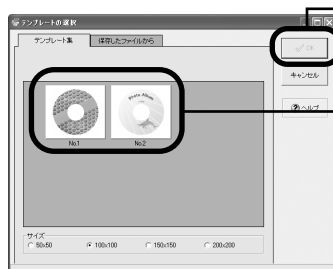 テンプレートの選択
テンプレート集
保存したファイルから
OK
キャンセル
ヘルプ
Photo Album
No.1
No.2
サイズ
50x50
100x100
150x150
200x200